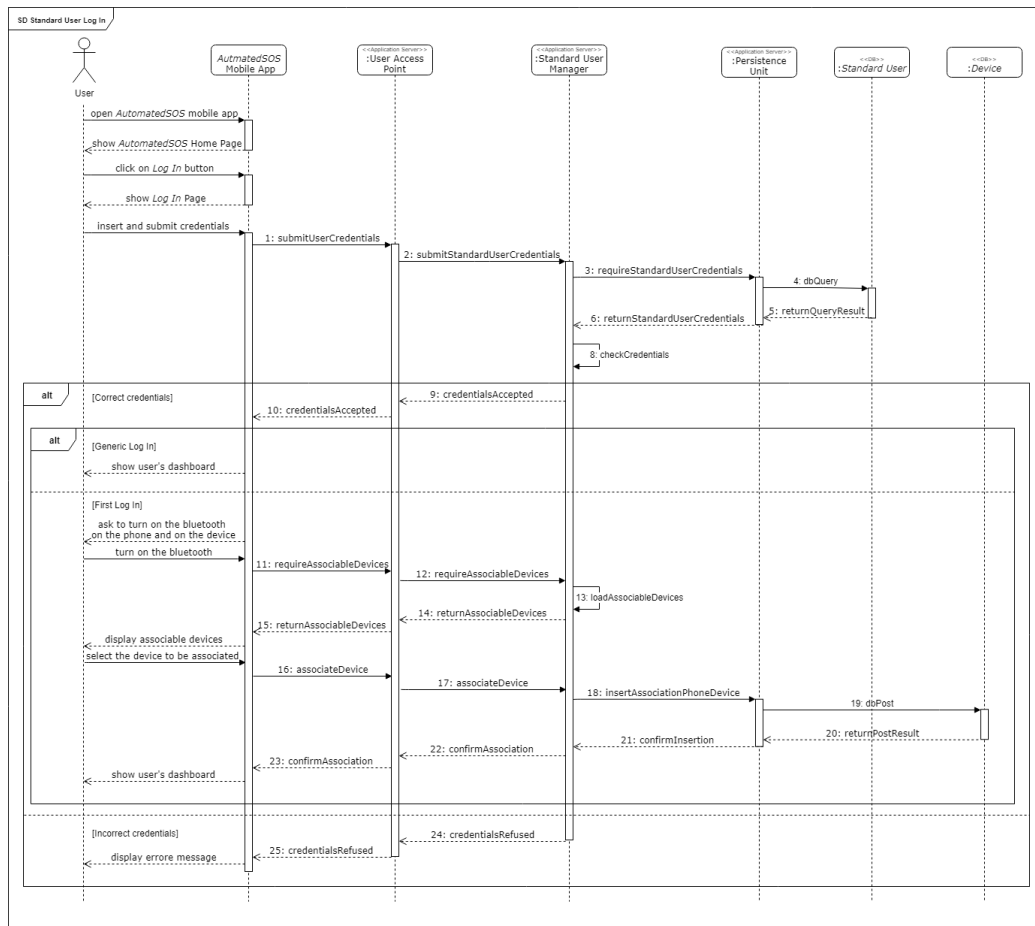 SD Standard User Log In
User
AutmatedSOS
Mobile App
<<Application Server>>
:User Access
Point
<<Application Server>>
:Standard User
Manager
<<Application Server>>
:Persistence
Unit
<<DB>>
:Standard User
<<DB>>
:Device
open AutomatedSOS mobile app
show AutomatedSOS Home Page
click on Log In button
show Log In Page
insert and submit credentials
1: submitUserCredentials
2: submitStandardUserCredentials
3: requireStandardUserCredentials
4: dbQuery
5: returnQueryResult
6: returnStandardUserCredentials
8: checkCredentials
alt
[Correct credentials]
9: credentialsAccepted
10: credentialsAccepted
alt
[Generic Log In]
show user's dashboard
[First Log In]
ask to turn on the bluetooth
on the phone and on the device
turn on the bluetooth
11: requireAssociableDevices
12: requireAssociableDevices
13: loadAssociableDevices
14: returnAssociableDevices
15: returnAssociableDevices
display associable devices
select the device to be associated
16: associateDevice
17: associateDevice
18: insertAssociationPhoneDevice
19: dbPost
20: returnPostResult
21: confirmInsertion
22: confirmAssociation
23: confirmAssociation
show user's dashboard
[Incorrect credentials]
24: credentialsRefused
25: credentialsRefused
display errore message